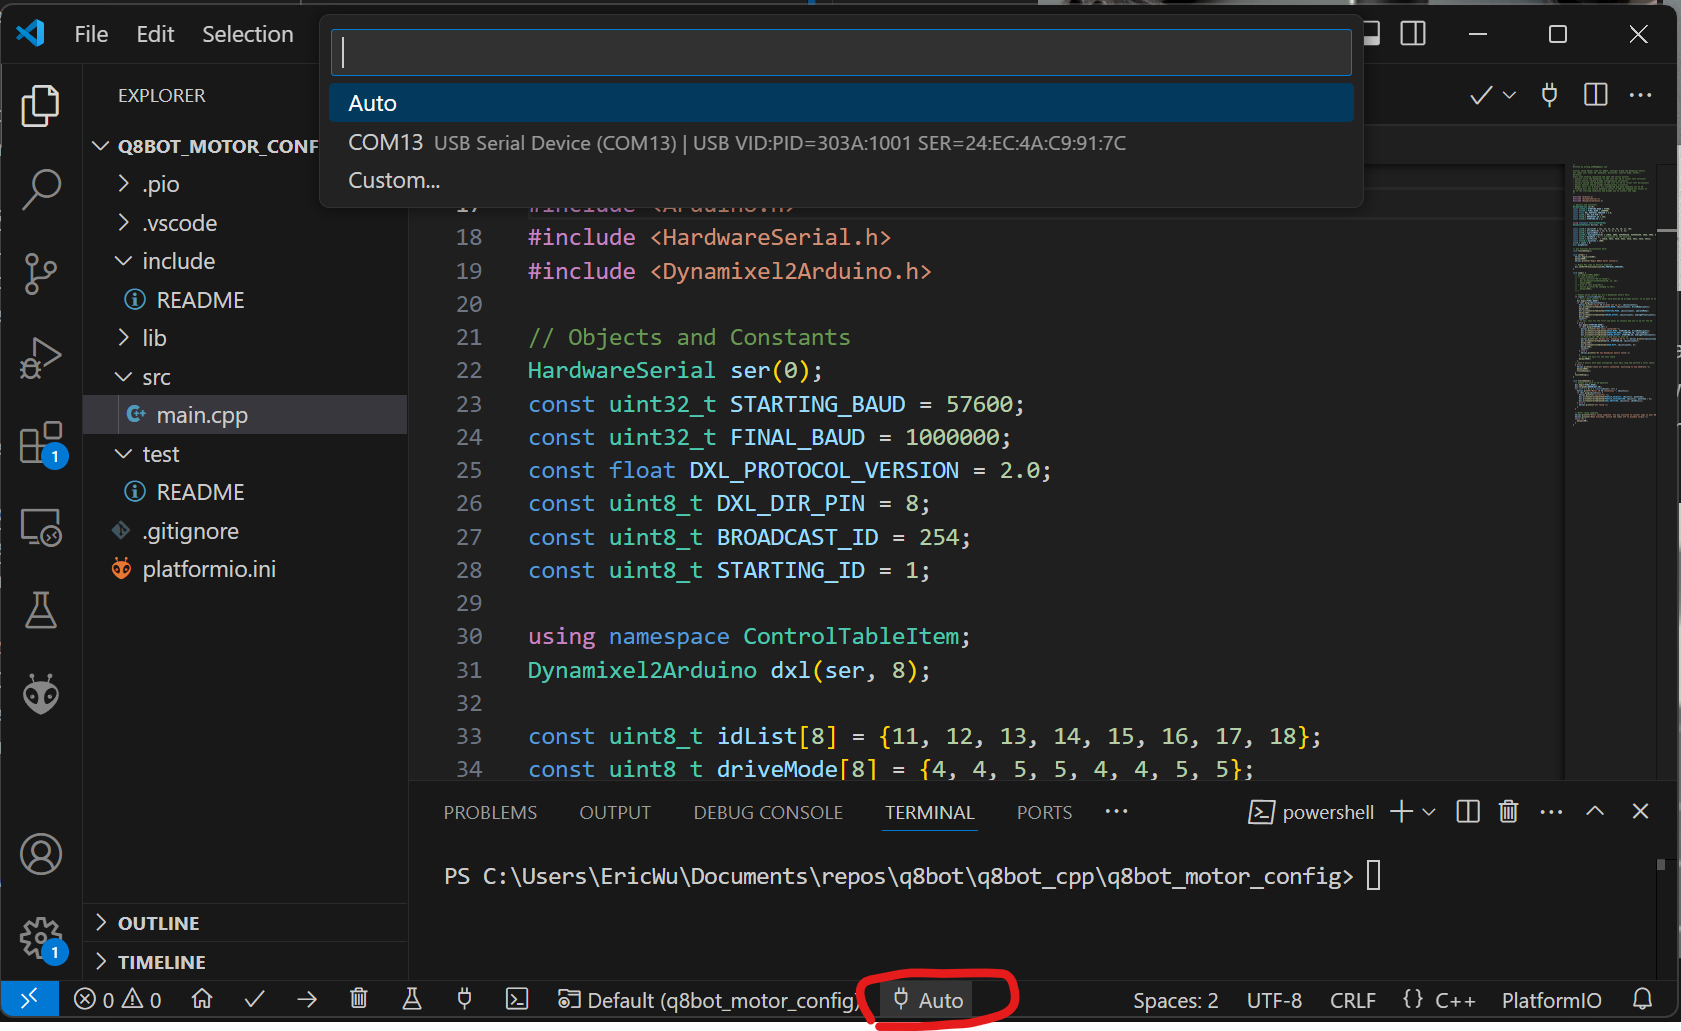 File Edit Selection
Auto
COM13 USB Serial Device (COM13) | USB VID:PID=303A:1001 SER=24:EC:4A:C9:91:7C
Custom...
EXPLORER
Q8BOT_MOTOR_CONF
.pio
.vscode
include
README
lib
src
main.cpp
test
README
.gitignore
platformio.ini
OUTLINE
TIMELINE
1
1
17 #include <Arduino.h>
18 #include <HardwareSerial.h>
19 #include <Dynamixel2Arduino.h>
20
21 // Objects and Constants
22 HardwareSerial ser(0);
23 const uint32_t STARTING_BAUD = 57600;
24 const uint32_t FINAL_BAUD = 1000000;
25 const float DXL_PROTOCOL_VERSION = 2.0;
26 const uint8_t DXL_DIR_PIN = 8;
27 const uint8_t BROADCAST_ID = 254;
28 const uint8_t STARTING_ID = 1;
29
30 using namespace ControlTableItem;
31 Dynamixel2Arduino dxl(ser, 8);
32
33 const uint8_t idList[8] = {11, 12, 13, 14, 15, 16, 17, 18};
34 const uint8_t driveMode[8] = {4, 4, 5, 5, 4, 4, 5, 5};
PROBLEMS OUTPUT DEBUG CONSOLE TERMINAL PORTS ··· powershell
PS C:\Users\EricWu\Documents\repos\q8bot\q8bot_cpp\q8bot_motor_config>
0 0 Default (q8bot_motor_config) Auto Spaces: 2 UTF-8 CRLF {} C++ PlatformIO